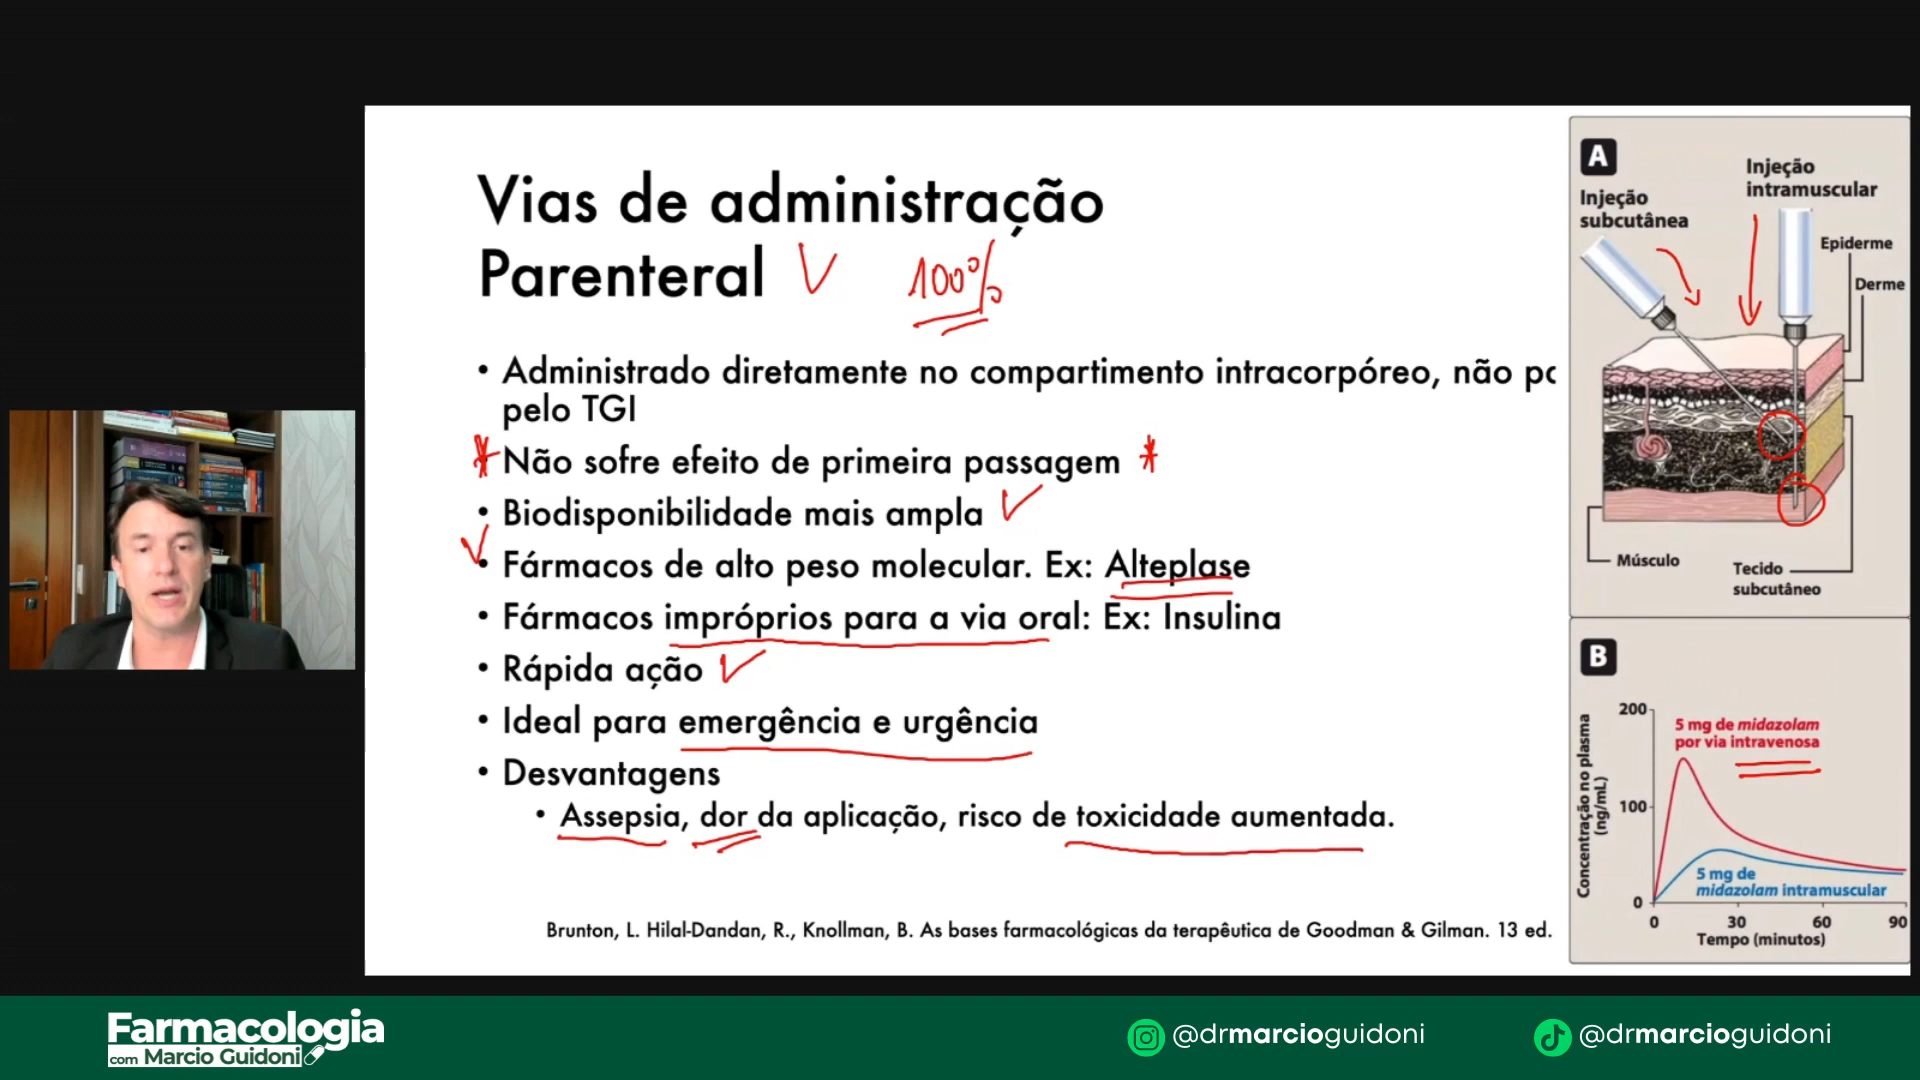 Vias de administração
Parenteral
100%
• Administrado diretamente no compartimento intracorpóreo, não
pelo TGI
* Não sofre efeito de primeira passagem *
• Biodisponibilidade mais ampla
• Fármacos de alto peso molecular. Ex: Alteplase
• Fármacos impróprios para a via oral: Ex: Insulina
• Rápida ação
• Ideal para emergência e urgência
• Desvantagens
• Assepsia, dor da aplicação, risco de toxicidade aumentada.
Brunton, L. Hilal-Dandan, R., Knollman, B. As bases farmacológicas da terapêutica de Goodman & Gilman. 13 ed.
A
Injeção
subcutânea
Injeção
intramuscular
Epiderme
Derme
Músculo
Tecido
subcutâneo
B
Concentração no plasma
(ng/mL)
200
100
0
5 mg de midazolam
por via intravenosa
5 mg de
midazolam intramuscular
0 30 60 90
Tempo (minutos)
Farmacologia
com Marcio Guidoni
@drmarcioguidoni
@drmarcioguidoni